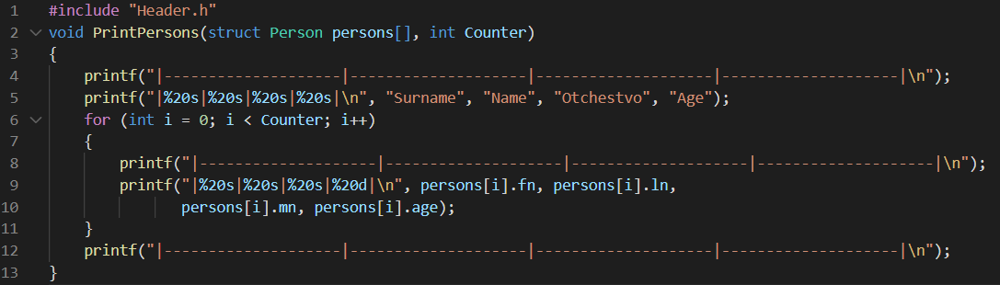 1 #include "Header.h"
2 void PrintPersons(struct Person persons[], int Counter)
3 {
4     printf("|--------------------|--------------------|--------------------|--------------------|\n");
5     printf("|%20s|%20s|%20s|%20s|\n", "Surname", "Name", "Otchestvo", "Age");
6     for (int i = 0; i < Counter; i++)
7     {
8         printf("|--------------------|--------------------|--------------------|--------------------|\n");
9         printf("|%20s|%20s|%20s|%20d|\n", persons[i].fn, persons[i].ln,
10                persons[i].mn, persons[i].age);
11     }
12     printf("|--------------------|--------------------|--------------------|--------------------|\n");
13 }